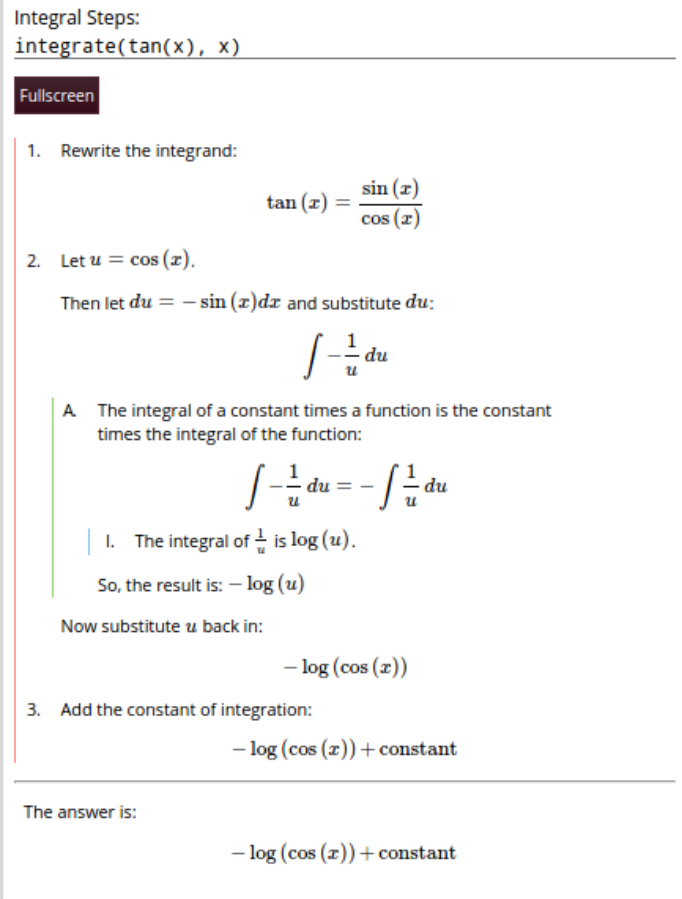 Integral Steps:
integrate(tan(x), x)
Fullscreen
1. Rewrite the integrand:
tan (x) = sin (x) / cos (x)
2. Let u = cos (x).
Then let du = − sin (x)dx and substitute du:
∫ − 1/u du
A. The integral of a constant times a function is the constant
times the integral of the function:
∫ − 1/u du = − ∫ 1/u du
I. The integral of 1/u is log (u).
So, the result is: − log (u)
Now substitute u back in:
− log (cos (x))
3. Add the constant of integration:
− log (cos (x)) + constant
The answer is:
− log (cos (x)) + constant